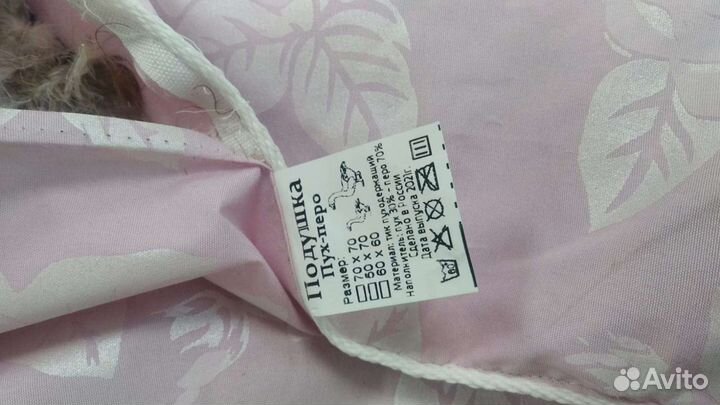 Подушка
Пух-перо
Размер:
70 x 70
50 x 70
60 x 60
Материал: тик пуходержащий
Наполнитель: пух 30% - перо 70%
Сделано в России
Дата выпуска 2021г.
Avito